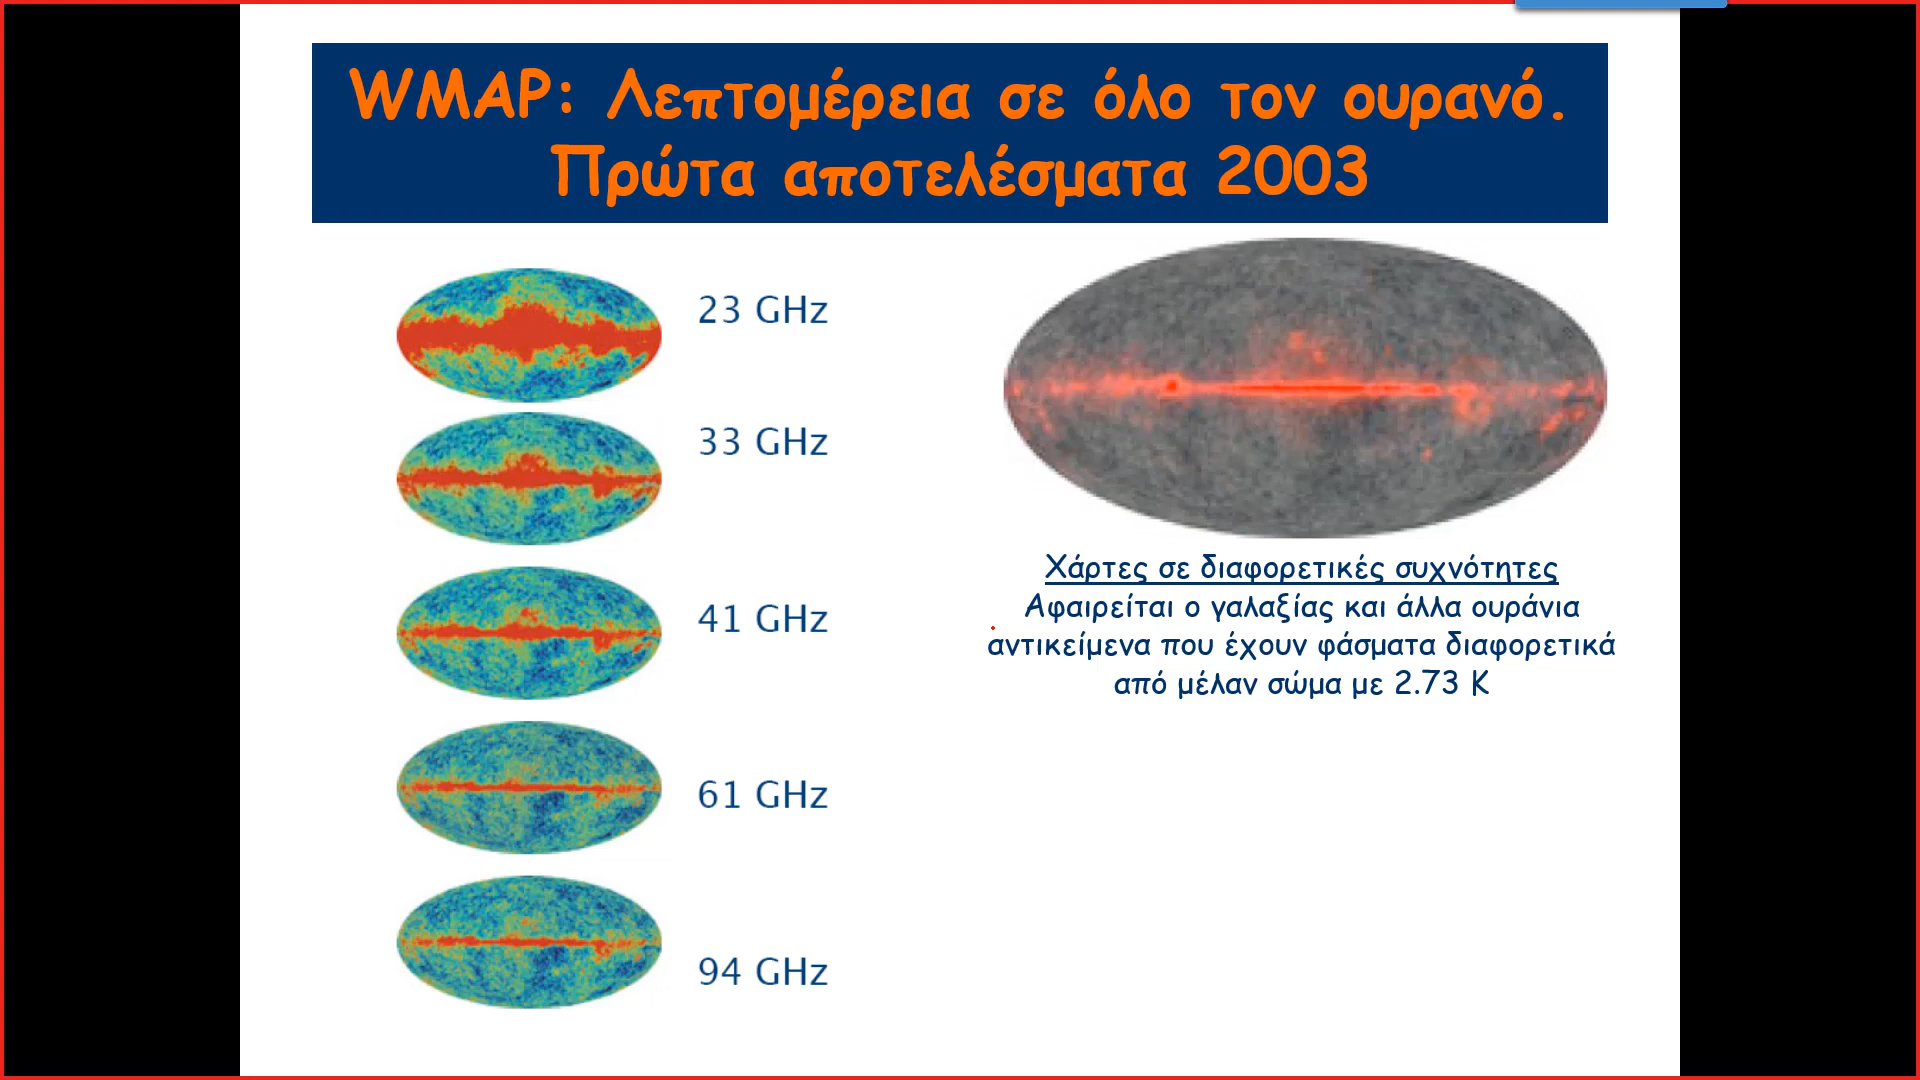 WMAP: Λεπτομέρεια σε όλο τον ουρανό.
Πρώτα αποτελέσματα 2003
23 GHz
33 GHz
41 GHz
61 GHz
94 GHz
Χάρτες σε διαφορετικές συχνότητες
Αφαιρείται ο γαλαξίας και άλλα ουράνια
αντικείμενα που έχουν φάσματα διαφορετικά
από μέλαν σώμα με 2.73 Κ